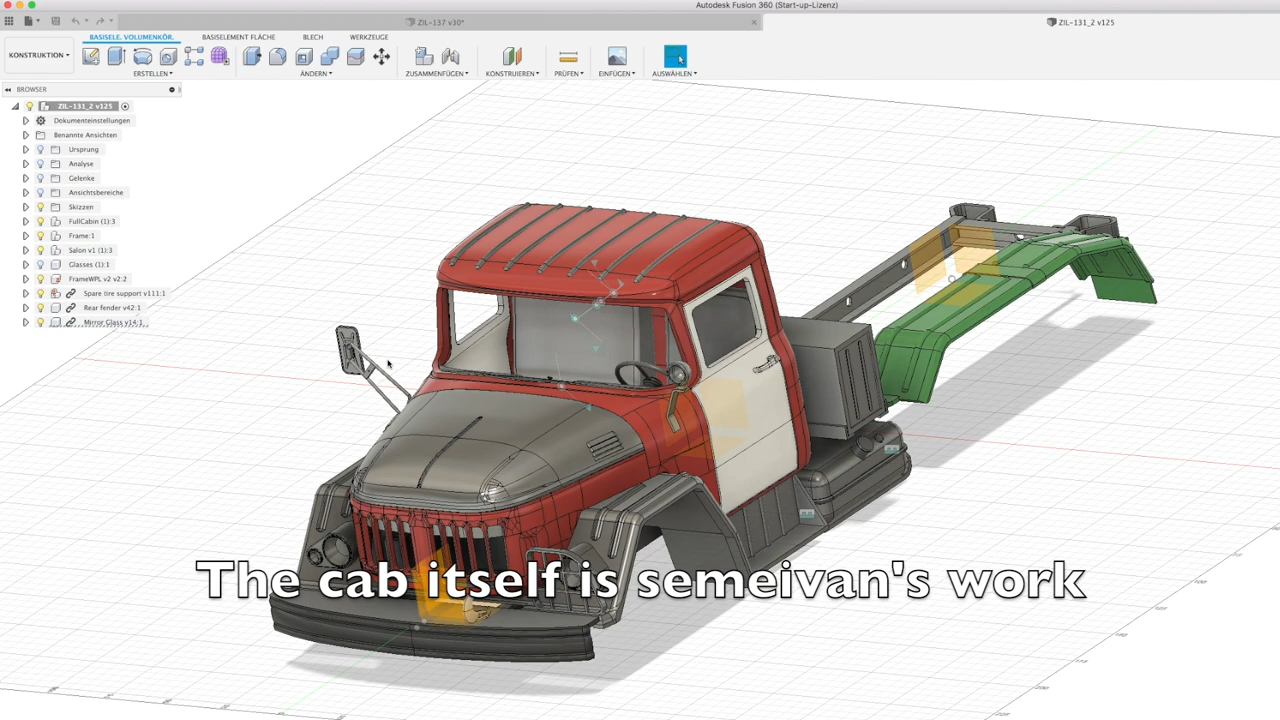 Autodesk Fusion 360 (Start-up-Lizenz)
ZIL-137 v30*
ZIL-131_2 v125
KONSTRUKTION
BASISELE. VOLUMENKÖR.
BASISELEMENT FLÄCHE
BLECH
WERKZEUGE
ERSTELLEN
ÄNDERN
ZUSAMMENFÜGEN
KONSTRUIEREN
PRÜFEN
EINFÜGEN
AUSWÄHLEN
BROWSER
ZIL-131_2 v125
Dokumenteinstellungen
Benannte Ansichten
Ursprung
Analyse
Gelenke
Ansichtsbereiche
Skizzen
FullCabin (1):3
Frame:1
Salon v1 (1):3
Glasses (1):1
FrameWPL v2 v2:2
Spare tire support v111:1
Rear fender v42:1
Mirror Glass v14:1
The cab itself is semeivan's work